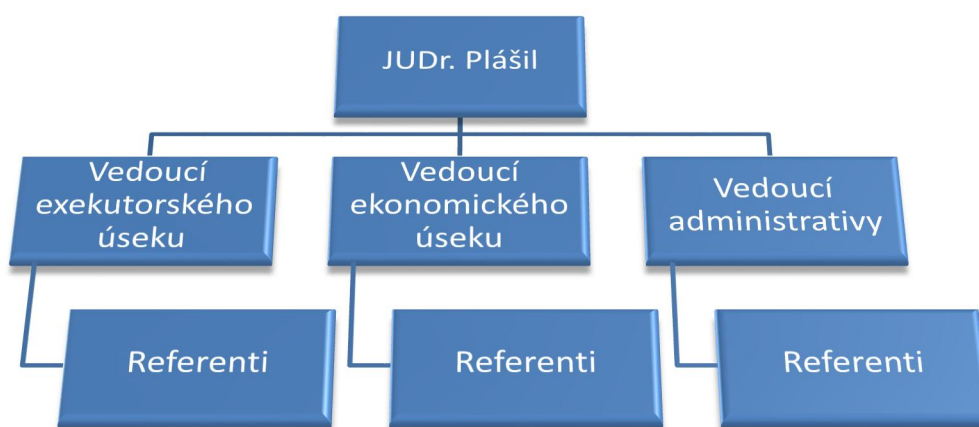 JUDr. Plášil
Vedoucí
exekutorského
úseku
Vedoucí
ekonomického
úseku
Vedoucí
administrativy
Referenti
Referenti
Referenti